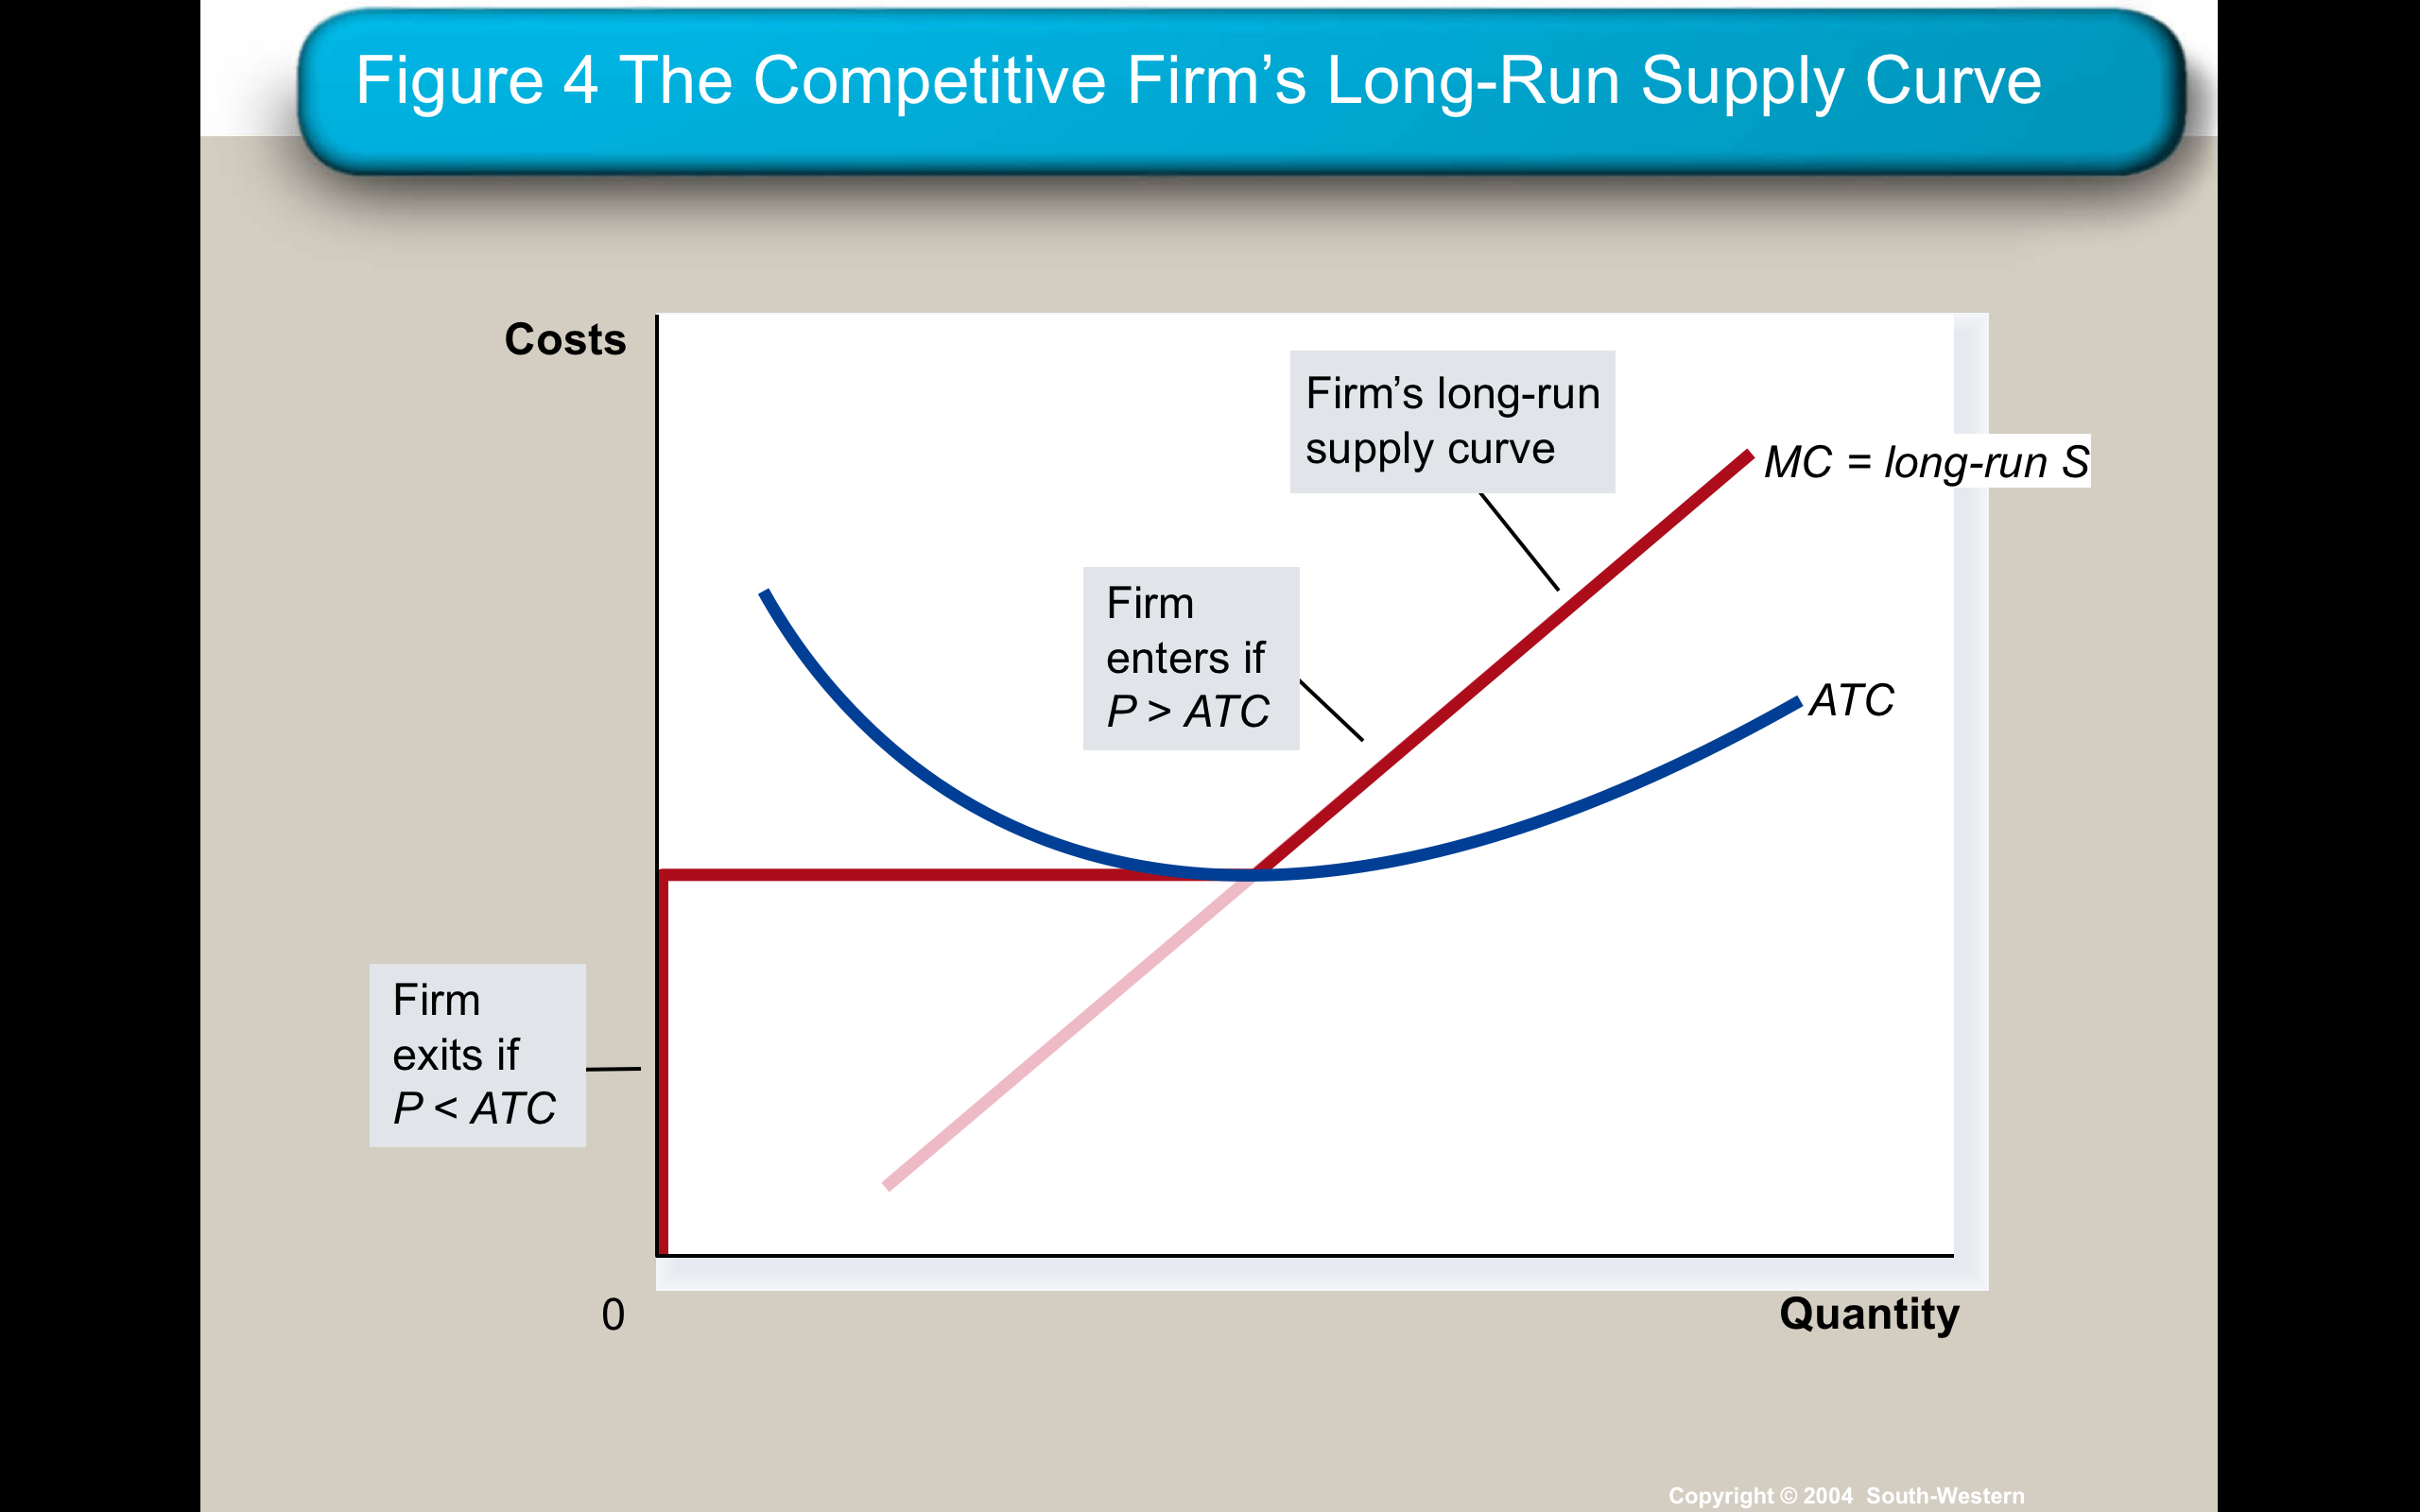 Figure 4 The Competitive Firm’s Long-Run Supply Curve
Costs
Firm’s long-run
supply curve
MC = long-run S
Firm
enters if
P > ATC
ATC
Firm
exits if
P < ATC
0
Quantity
Copyright © 2004 South-Western